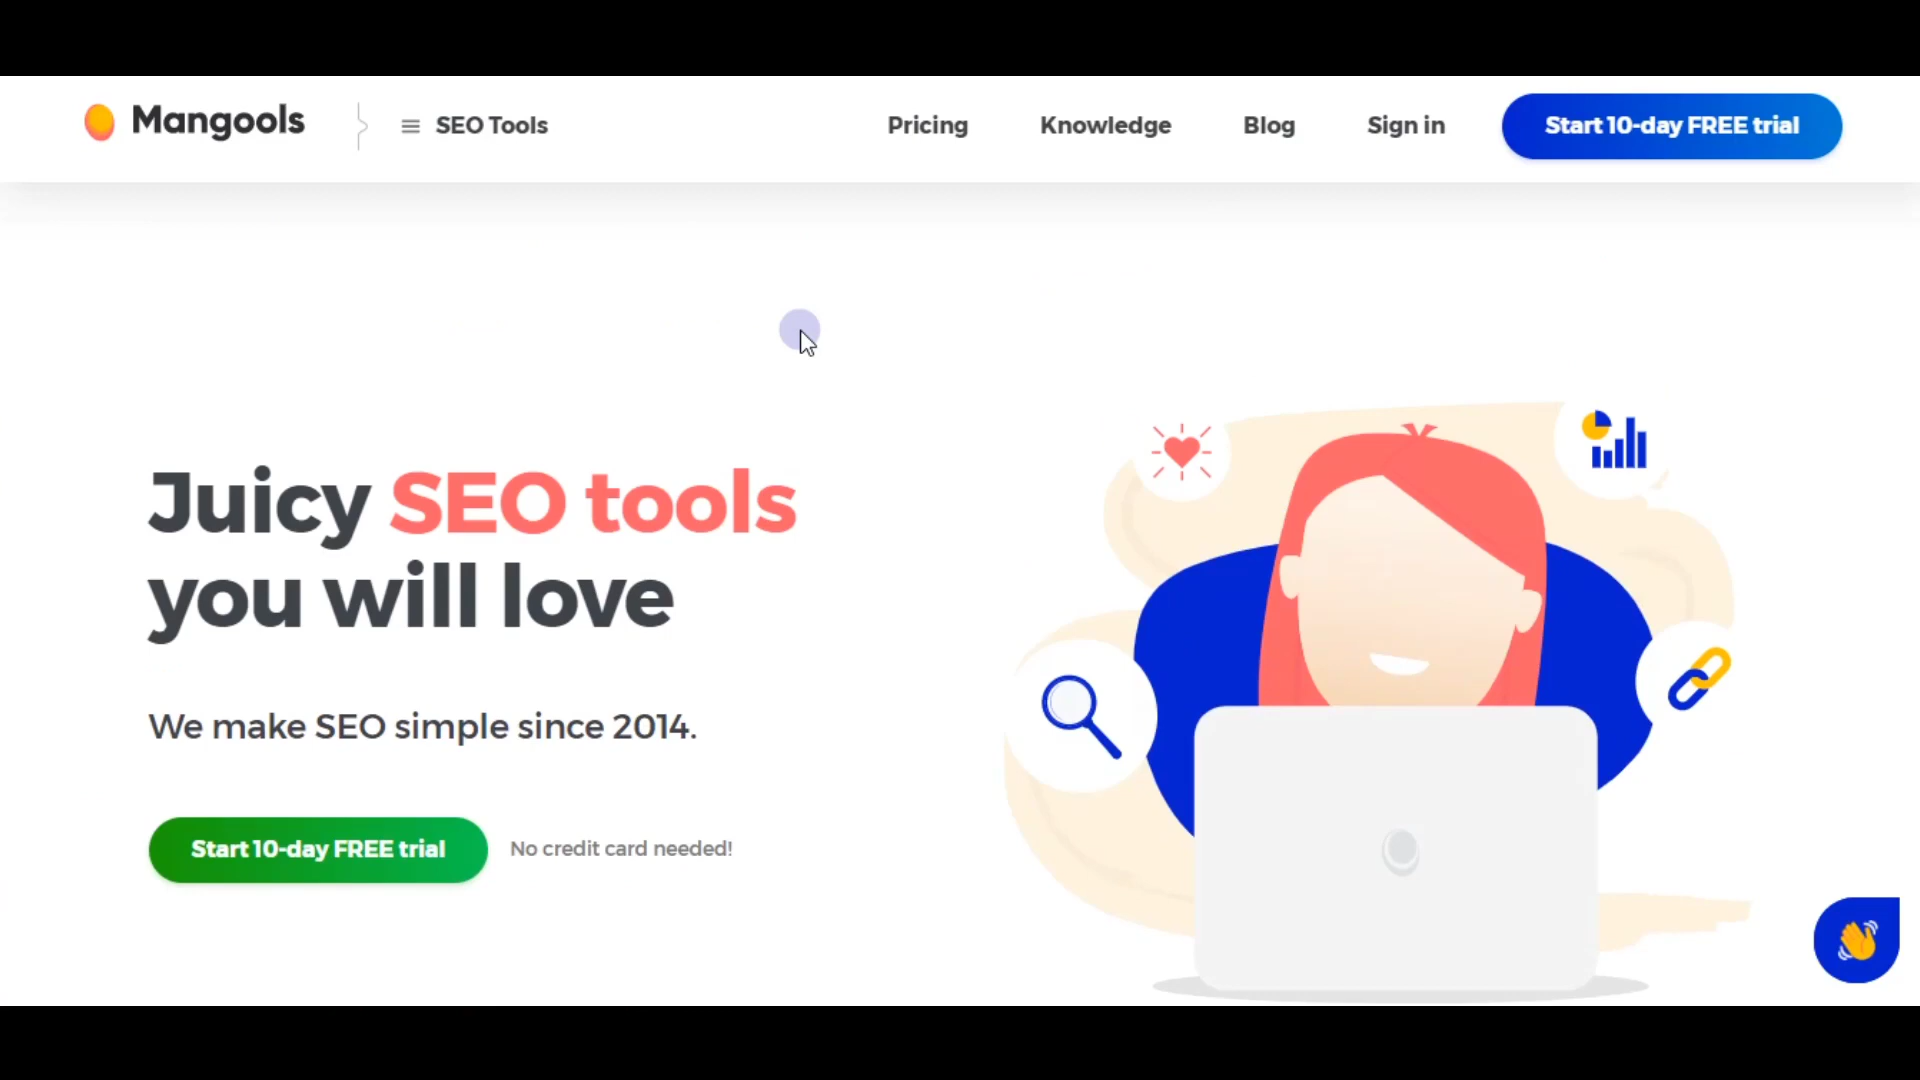 Mangools
SEO Tools
Pricing
Knowledge
Blog
Sign in
Start 10-day FREE trial
Juicy SEO tools
you will love
We make SEO simple since 2014.
Start 10-day FREE trial
No credit card needed!